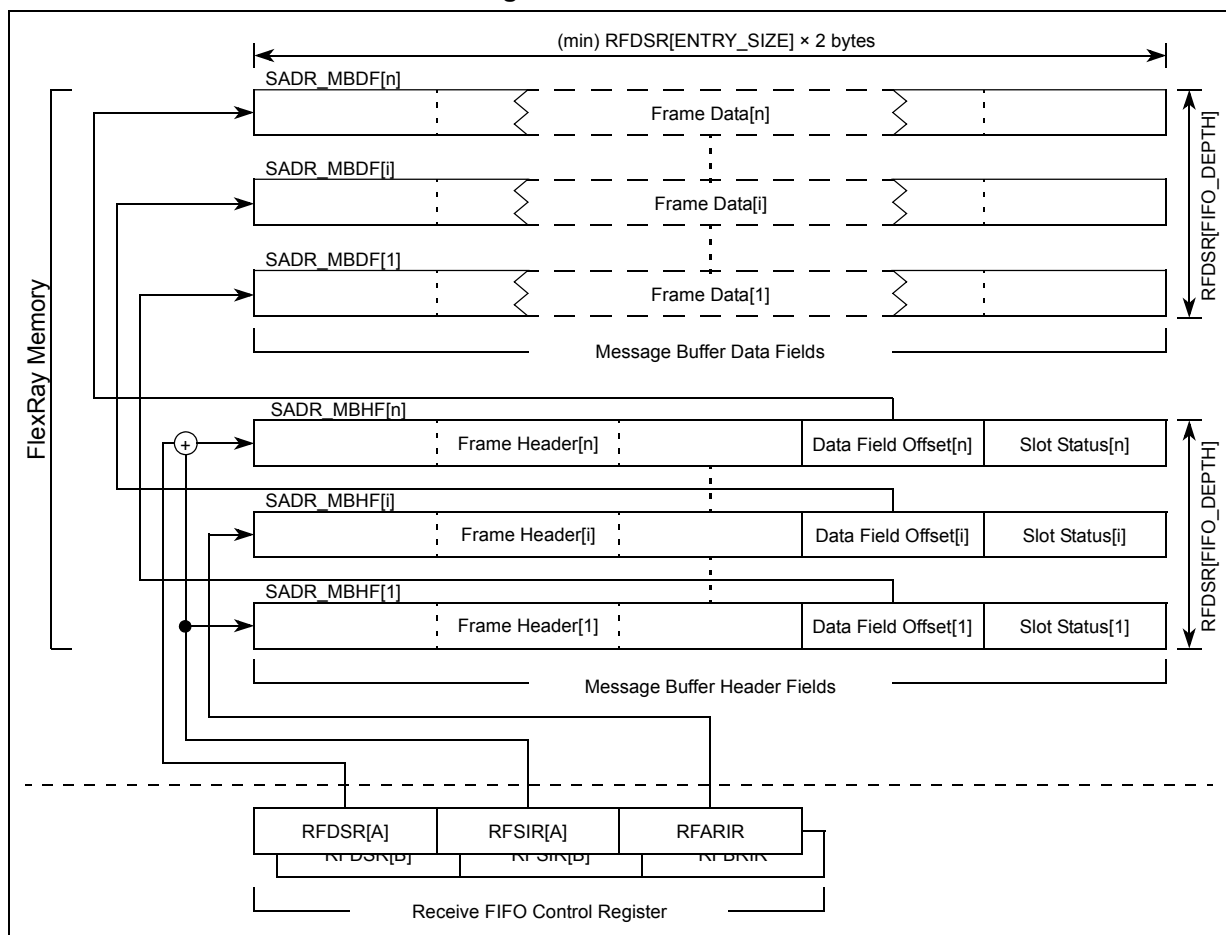 (min) RFDSR[ENTRY_SIZE] × 2 bytes
SADR_MBDF[n]
Frame Data[n]
SADR_MBDF[i]
Frame Data[i]
SADR_MBDF[1]
Frame Data[1]
RFDSR[FIFO_DEPTH]
Message Buffer Data Fields
FlexRay Memory
SADR_MBHF[n]
+
Frame Header[n] Data Field Offset[n] Slot Status[n]
SADR_MBHF[i]
Frame Header[i] Data Field Offset[i] Slot Status[i]
SADR_MBHF[1]
Frame Header[1] Data Field Offset[1] Slot Status[1]
RFDSR[FIFO_DEPTH]
Message Buffer Header Fields
RFDSR[A] RFSIR[A] RFARIR
RFDSR[B] RFSIR[B] RFBRIR
Receive FIFO Control Register